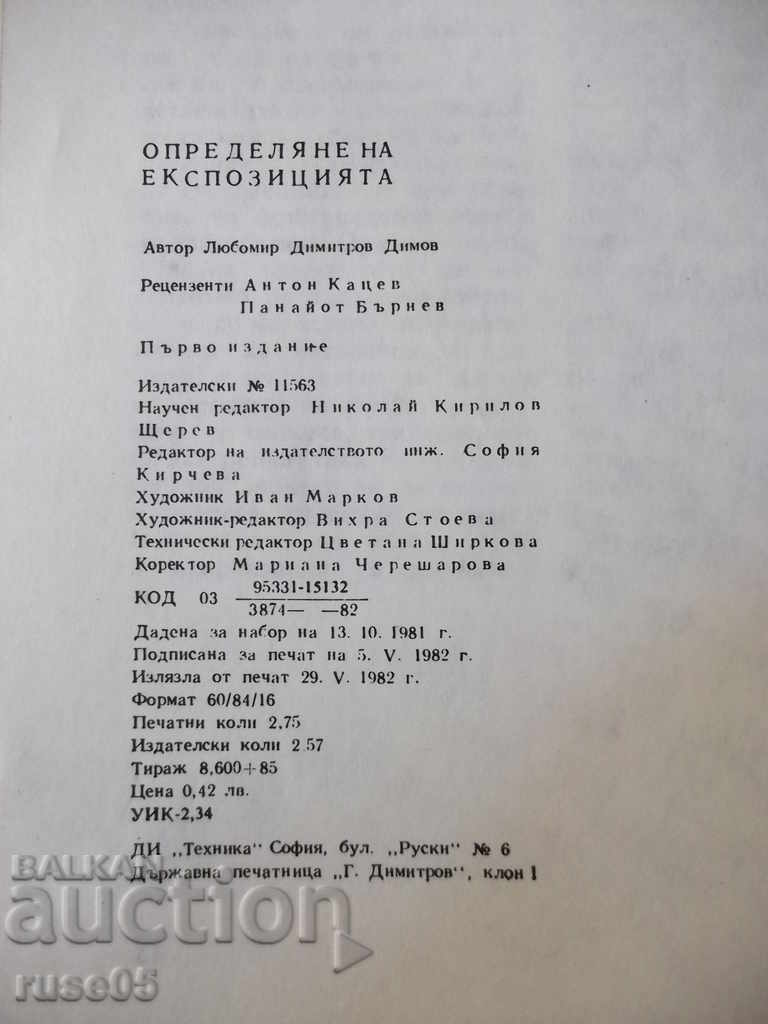 ОПРЕДЕЛЯНЕ НА
ЕКСПОЗИЦИЯТА
Автор Любомир Димитров Димов
Рецензенти Антон Кацев
Панайот Бърнев
Първо издание
Издателски № 11563
Научен редактор Николай Кирилов
Щерев
Редактор на издателството инж. София
Кирчева
Художник Иван Марков
Художник-редактор Вихра Стоева
Технически редактор Цветана Ширкова
Коректор Мариана Черешарова
КОД 03 95331-15132
3874— —82
Дадена за набор на 13. 10. 1981 г.
Подписана за печат на 5. V. 1982 г.
Излязла от печат 29. V. 1982 г.
Формат 60/84/16
Печатни коли 2,75
Издателски коли 2 57
Тираж 8,600+85
Цена 0,42 лв.
УИК-2,34
ДИ „Техника“ София, бул. „Руски“ № 6
Държавна печатница „Г. Димитров“, клон 1
BALKAN
auction
ruse05